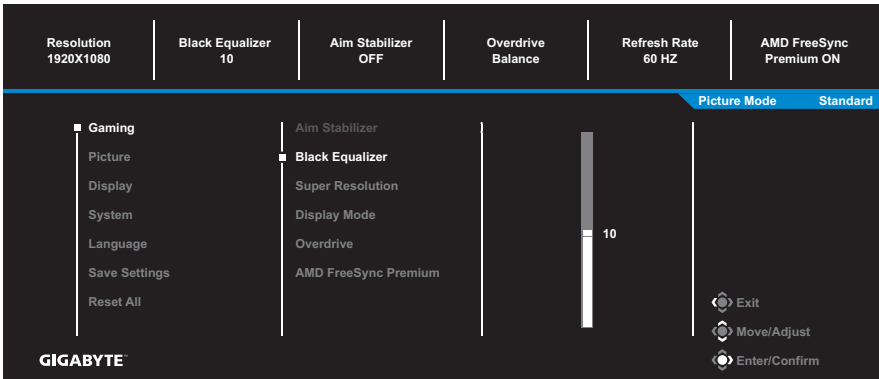 Resolution
1920X1080
Black Equalizer
10
Aim Stabilizer
OFF
Overdrive
Balance
Refresh Rate
60 HZ
AMD FreeSync
Premium ON
Picture Mode Standard
Gaming
Picture
Display
System
Language
Save Settings
Reset All
Aim Stabilizer
Black Equalizer
Super Resolution
Display Mode
Overdrive
AMD FreeSync Premium
10
Exit
Move/Adjust
Enter/Confirm
GIGABYTE™